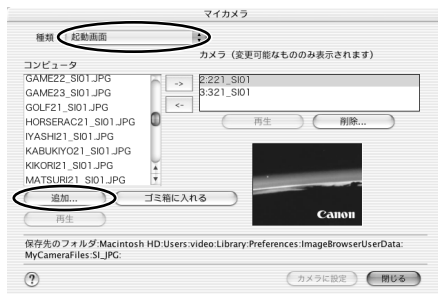 マイカメラ
種類 起動画面
コンピュータ
カメラ（変更可能なもののみ表示されます）
GAME22_SI01.JPG
GAME23_SI01.JPG
GOLF21_SI01.JPG
HORSERAC21_SI01.JPG
IYASHI21_SI01.JPG
KABUKIYO21_SI01.JPG
KIKORI21_SI01.JPG
MATSURI21_SI01.JPG
->
<-
2:221_SI01
3:321_SI01
再生 削除...
追加... ゴミ箱に入れる
再生
Canon
保存先のフォルダ:Macintosh HD:Users:video:Library:Preferences:ImageBrowserUserData:
MyCameraFiles:SI_JPG:
? カメラに設定 閉じる